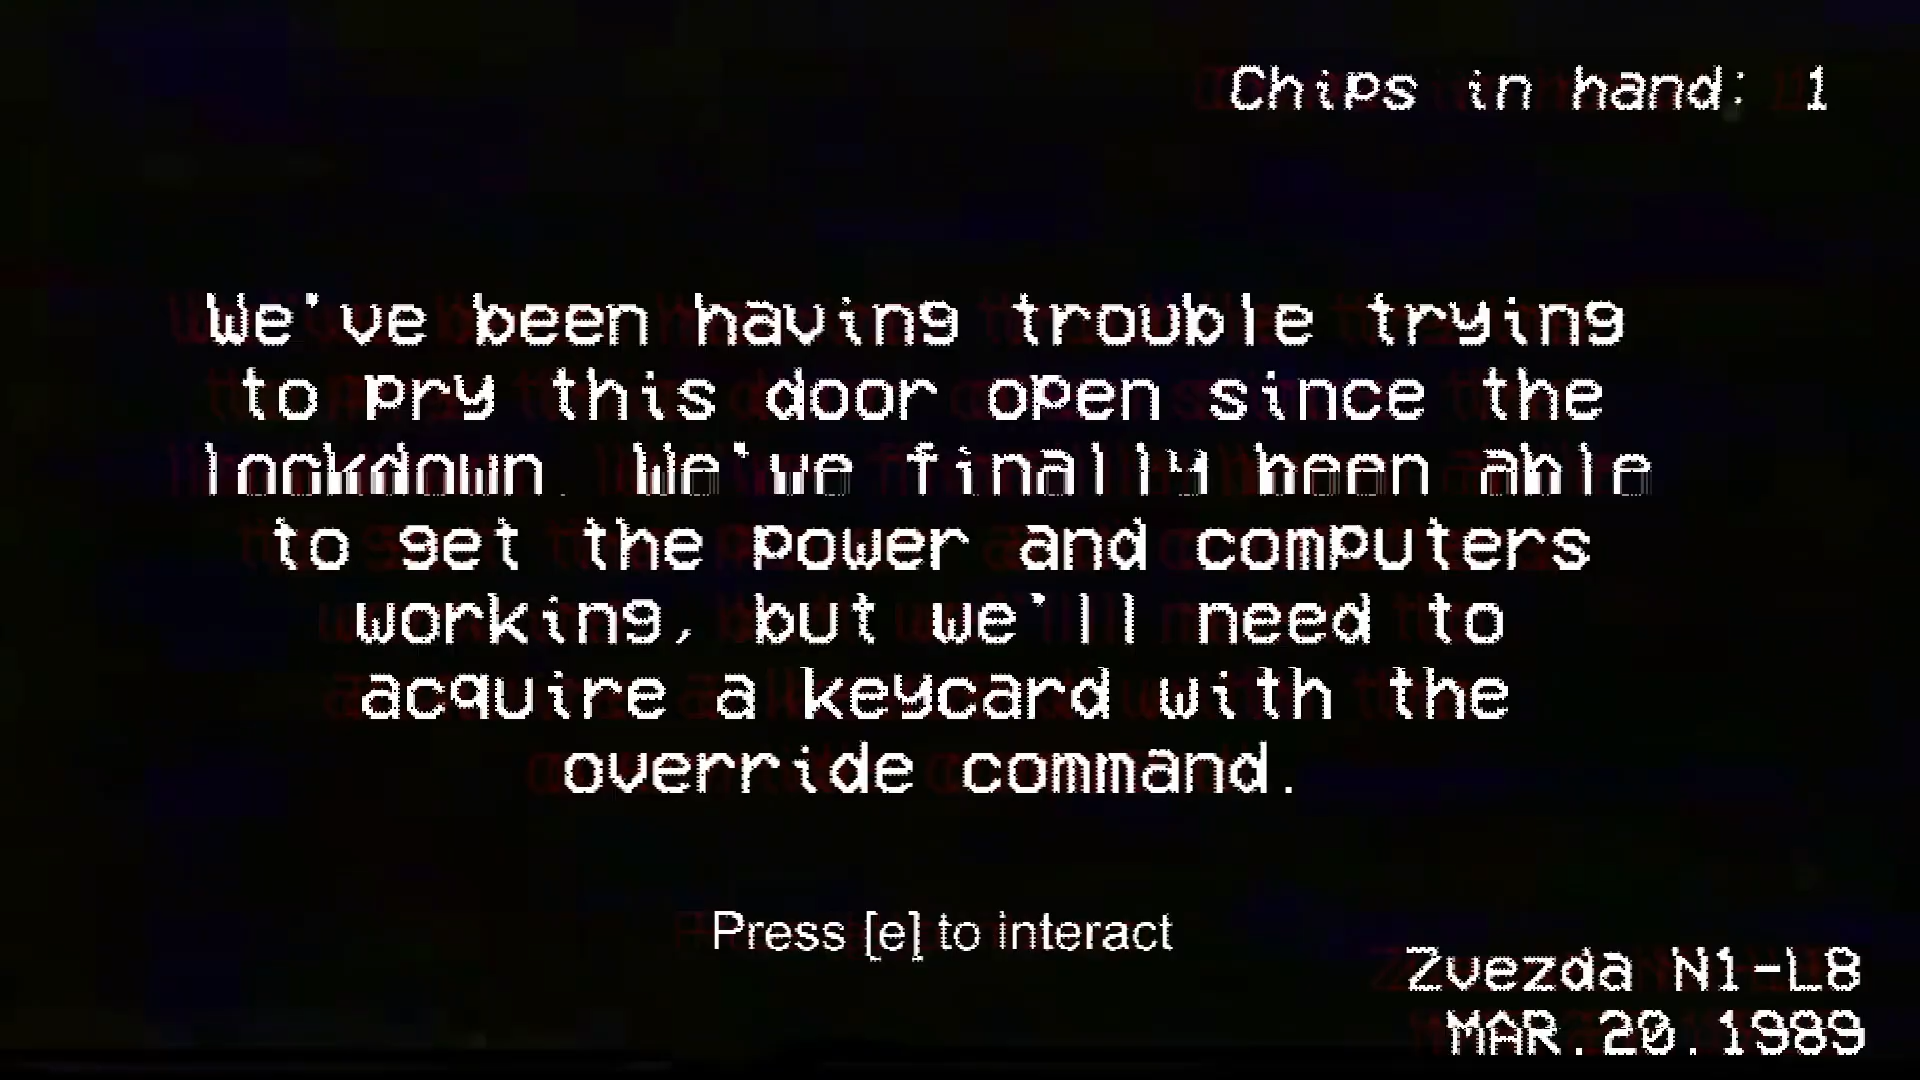 Chips in hand: 1
We've been having trouble trying
to pry this door open since the
lockdown. We've finally been able
to get the power and computers
working, but we'll need to
acquire a keycard with the
override command.
Press [e] to interact
Zvezda N1-L8
MAR.20.1989